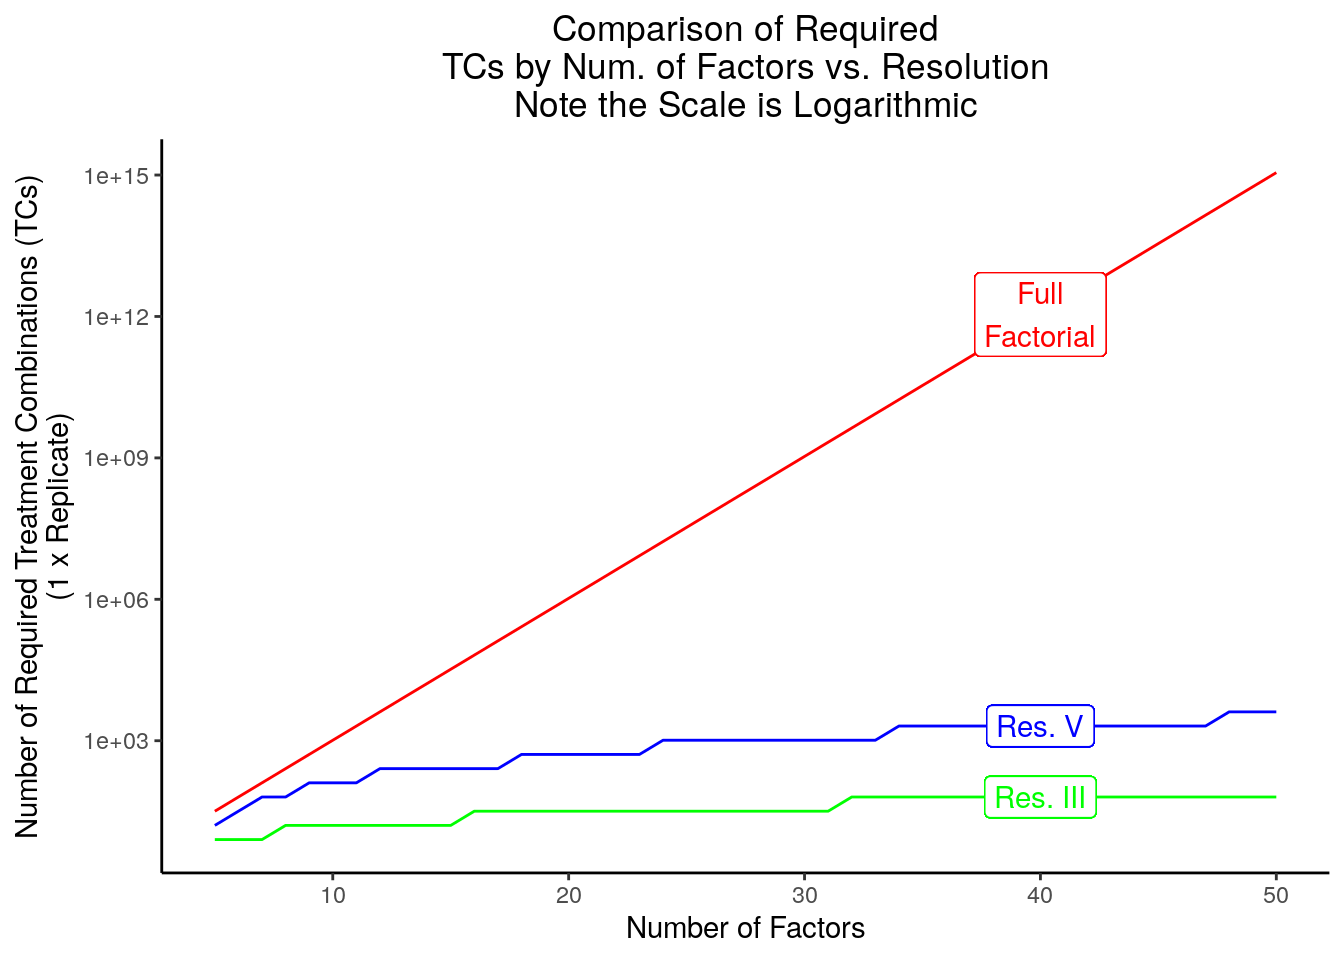 Comparison of Required
TCs by Num. of Factors vs. Resolution
Note the Scale is Logarithmic
Number of Required Treatment Combinations (TCs)
(1 x Replicate)
1e+15
1e+12
1e+09
1e+06
1e+03
Full
Factorial
Res. V
Res. III
10
20
30
40
50
Number of Factors